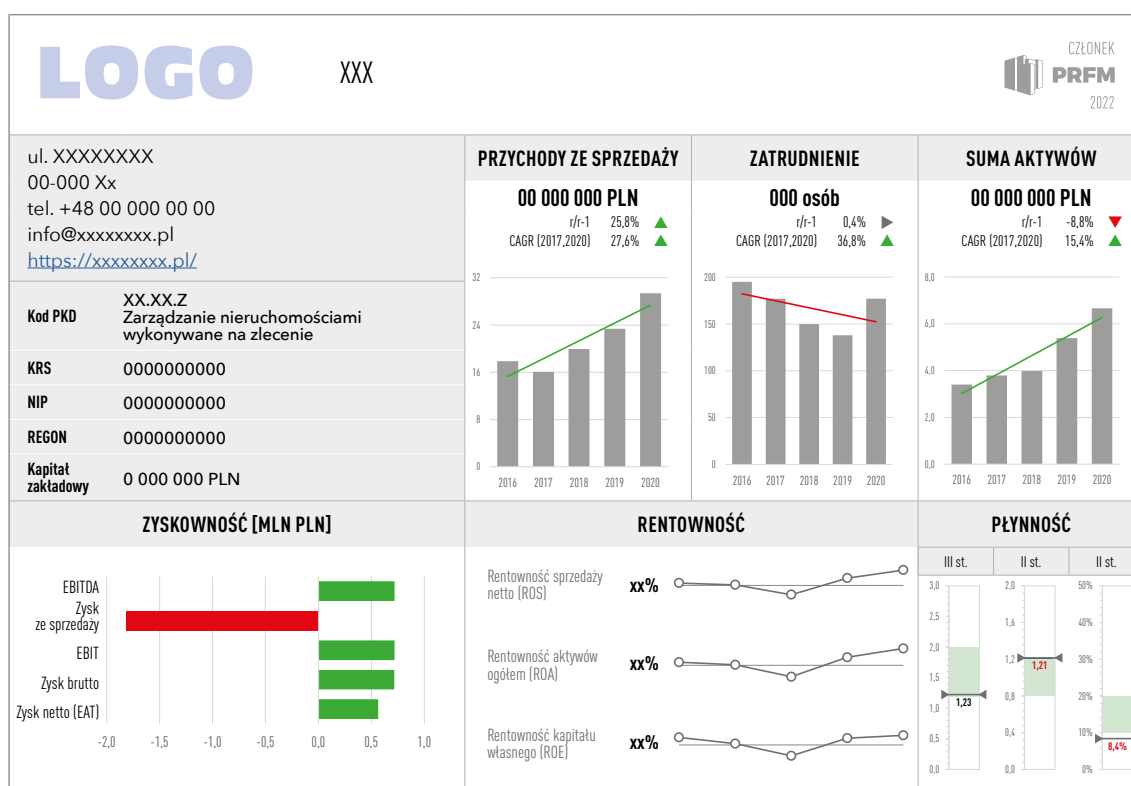 LOGO
XXX
CZŁONEK
PRFM
2022
ul. XXXXXXXX
00-000 Xx
tel. +48 00 000 00 00
info@xxxxxxxx.pl
https://xxxxxxxx.pl/
Kod PKD
XX.XX.Z
Zarządzanie nieruchomościami
wykonywane na zlecenie
KRS 0000000000
NIP 0000000000
REGON 0000000000
Kapitał
zakładowy
0 000 000 PLN
PRZYCHODY ZE SPRZEDAŻY
00 000 000 PLN
r/r-1 25,8%
CAGR (2017,2020) 27,6%
32
24
16
8
0
2016 2017 2018 2019 2020
ZATRUDNIENIE
000 osób
r/r-1 0,4%
CAGR (2017,2020) 36,8%
200
150
100
50
0
2016 2017 2018 2019 2020
SUMA AKTYWÓW
00 000 000 PLN
r/r-1 -8,8%
CAGR (2017,2020) 15,4%
8,0
6,0
4,0
2,0
0,0
2016 2017 2018 2019 2020
ZYSKOWNOŚĆ [MLN PLN]
EBITDA
Zysk
ze sprzedaży
EBIT
Zysk brutto
Zysk netto (EAT)
-2,0 -1,5 -1,0 -0,5 0,0 0,5 1,0
RENTOWNOŚĆ
Rentowność sprzedaży
netto (ROS)
xx%
Rentowność aktywów
ogółem (ROA)
xx%
Rentowność kapitału
własnego (ROE)
xx%
PŁYNNOŚĆ
III st. II st. II st.
3,0
2,5
2,0
1,5
1,0
0,5
0,0
1,23
2,0
1,6
1,2
0,8
0,4
0,0
1,21
50%
40%
30%
20%
10%
0%
8,4%